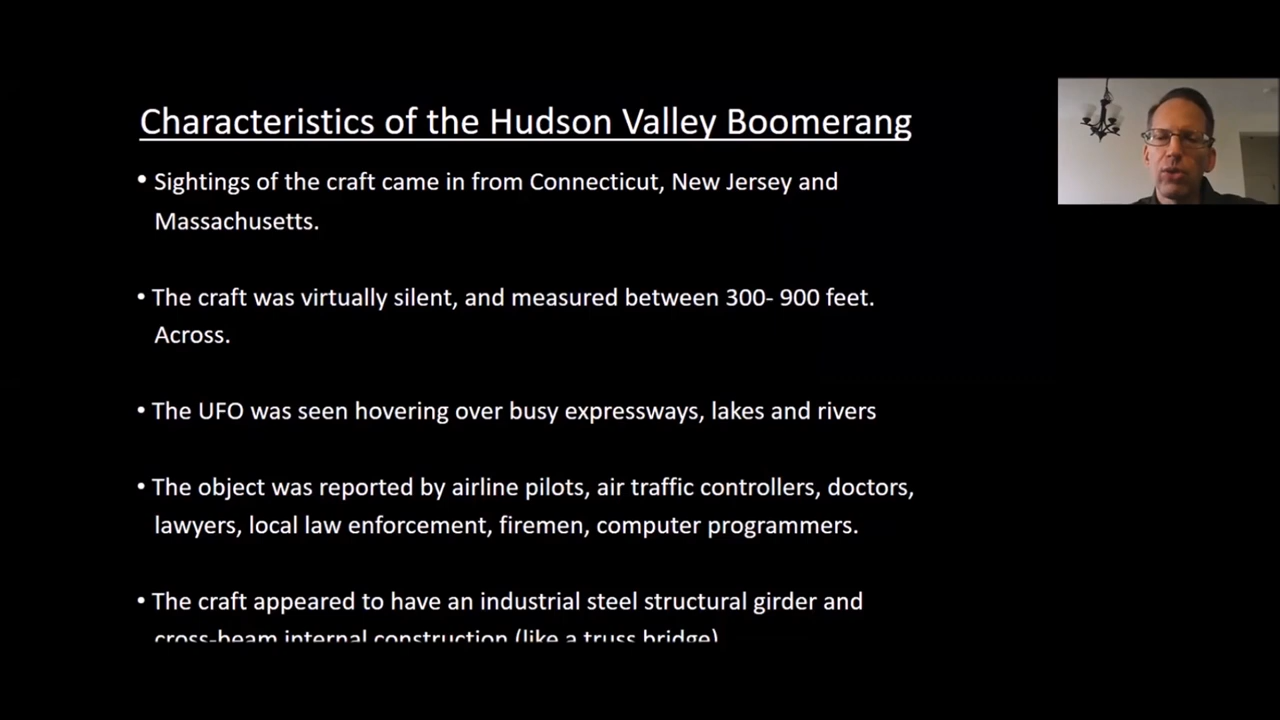 Characteristics of the Hudson Valley Boomerang
• Sightings of the craft came in from Connecticut, New Jersey and
Massachusetts.
• The craft was virtually silent, and measured between 300- 900 feet.
Across.
• The UFO was seen hovering over busy expressways, lakes and rivers
• The object was reported by airline pilots, air traffic controllers, doctors,
lawyers, local law enforcement, firemen, computer programmers.
• The craft appeared to have an industrial steel structural girder and
cross-beam internal construction (like a truss bridge)